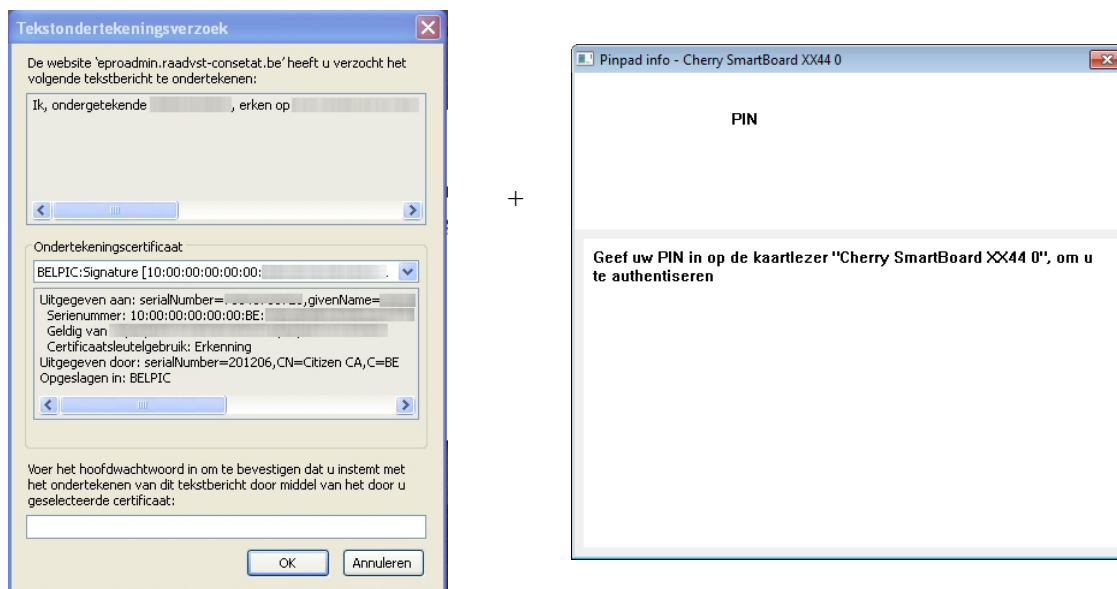 Tekstondertekeningsverzoek
De website 'eproadmin.raadvst-consetat.be' heeft u verzocht het
volgende tekstbericht te ondertekenen:
Ik, ondergetekende , erken op
Ondertekeningscertificaat
BELPIC:Signature [10:00:00:00:00:00:
Uitgegeven aan: serialNumber= ,givenName=
Serienummer: 10:00:00:00:00:00:BE:
Geldig van
Certificaatsleutelgebruik: Erkenning
Uitgegeven door: serialNumber=201206,CN=Citizen CA,C=BE
Opgeslagen in: BELPIC
Voer het hoofdwachtwoord in om te bevestigen dat u instemt met
het ondertekenen van dit tekstbericht door middel van het door u
geselecteerde certificaat:
OK Annuleren
+
Pinpad info - Cherry SmartBoard XX44 0
PIN
Geef uw PIN in op de kaartlezer "Cherry SmartBoard XX44 0", om u
te authentiseren